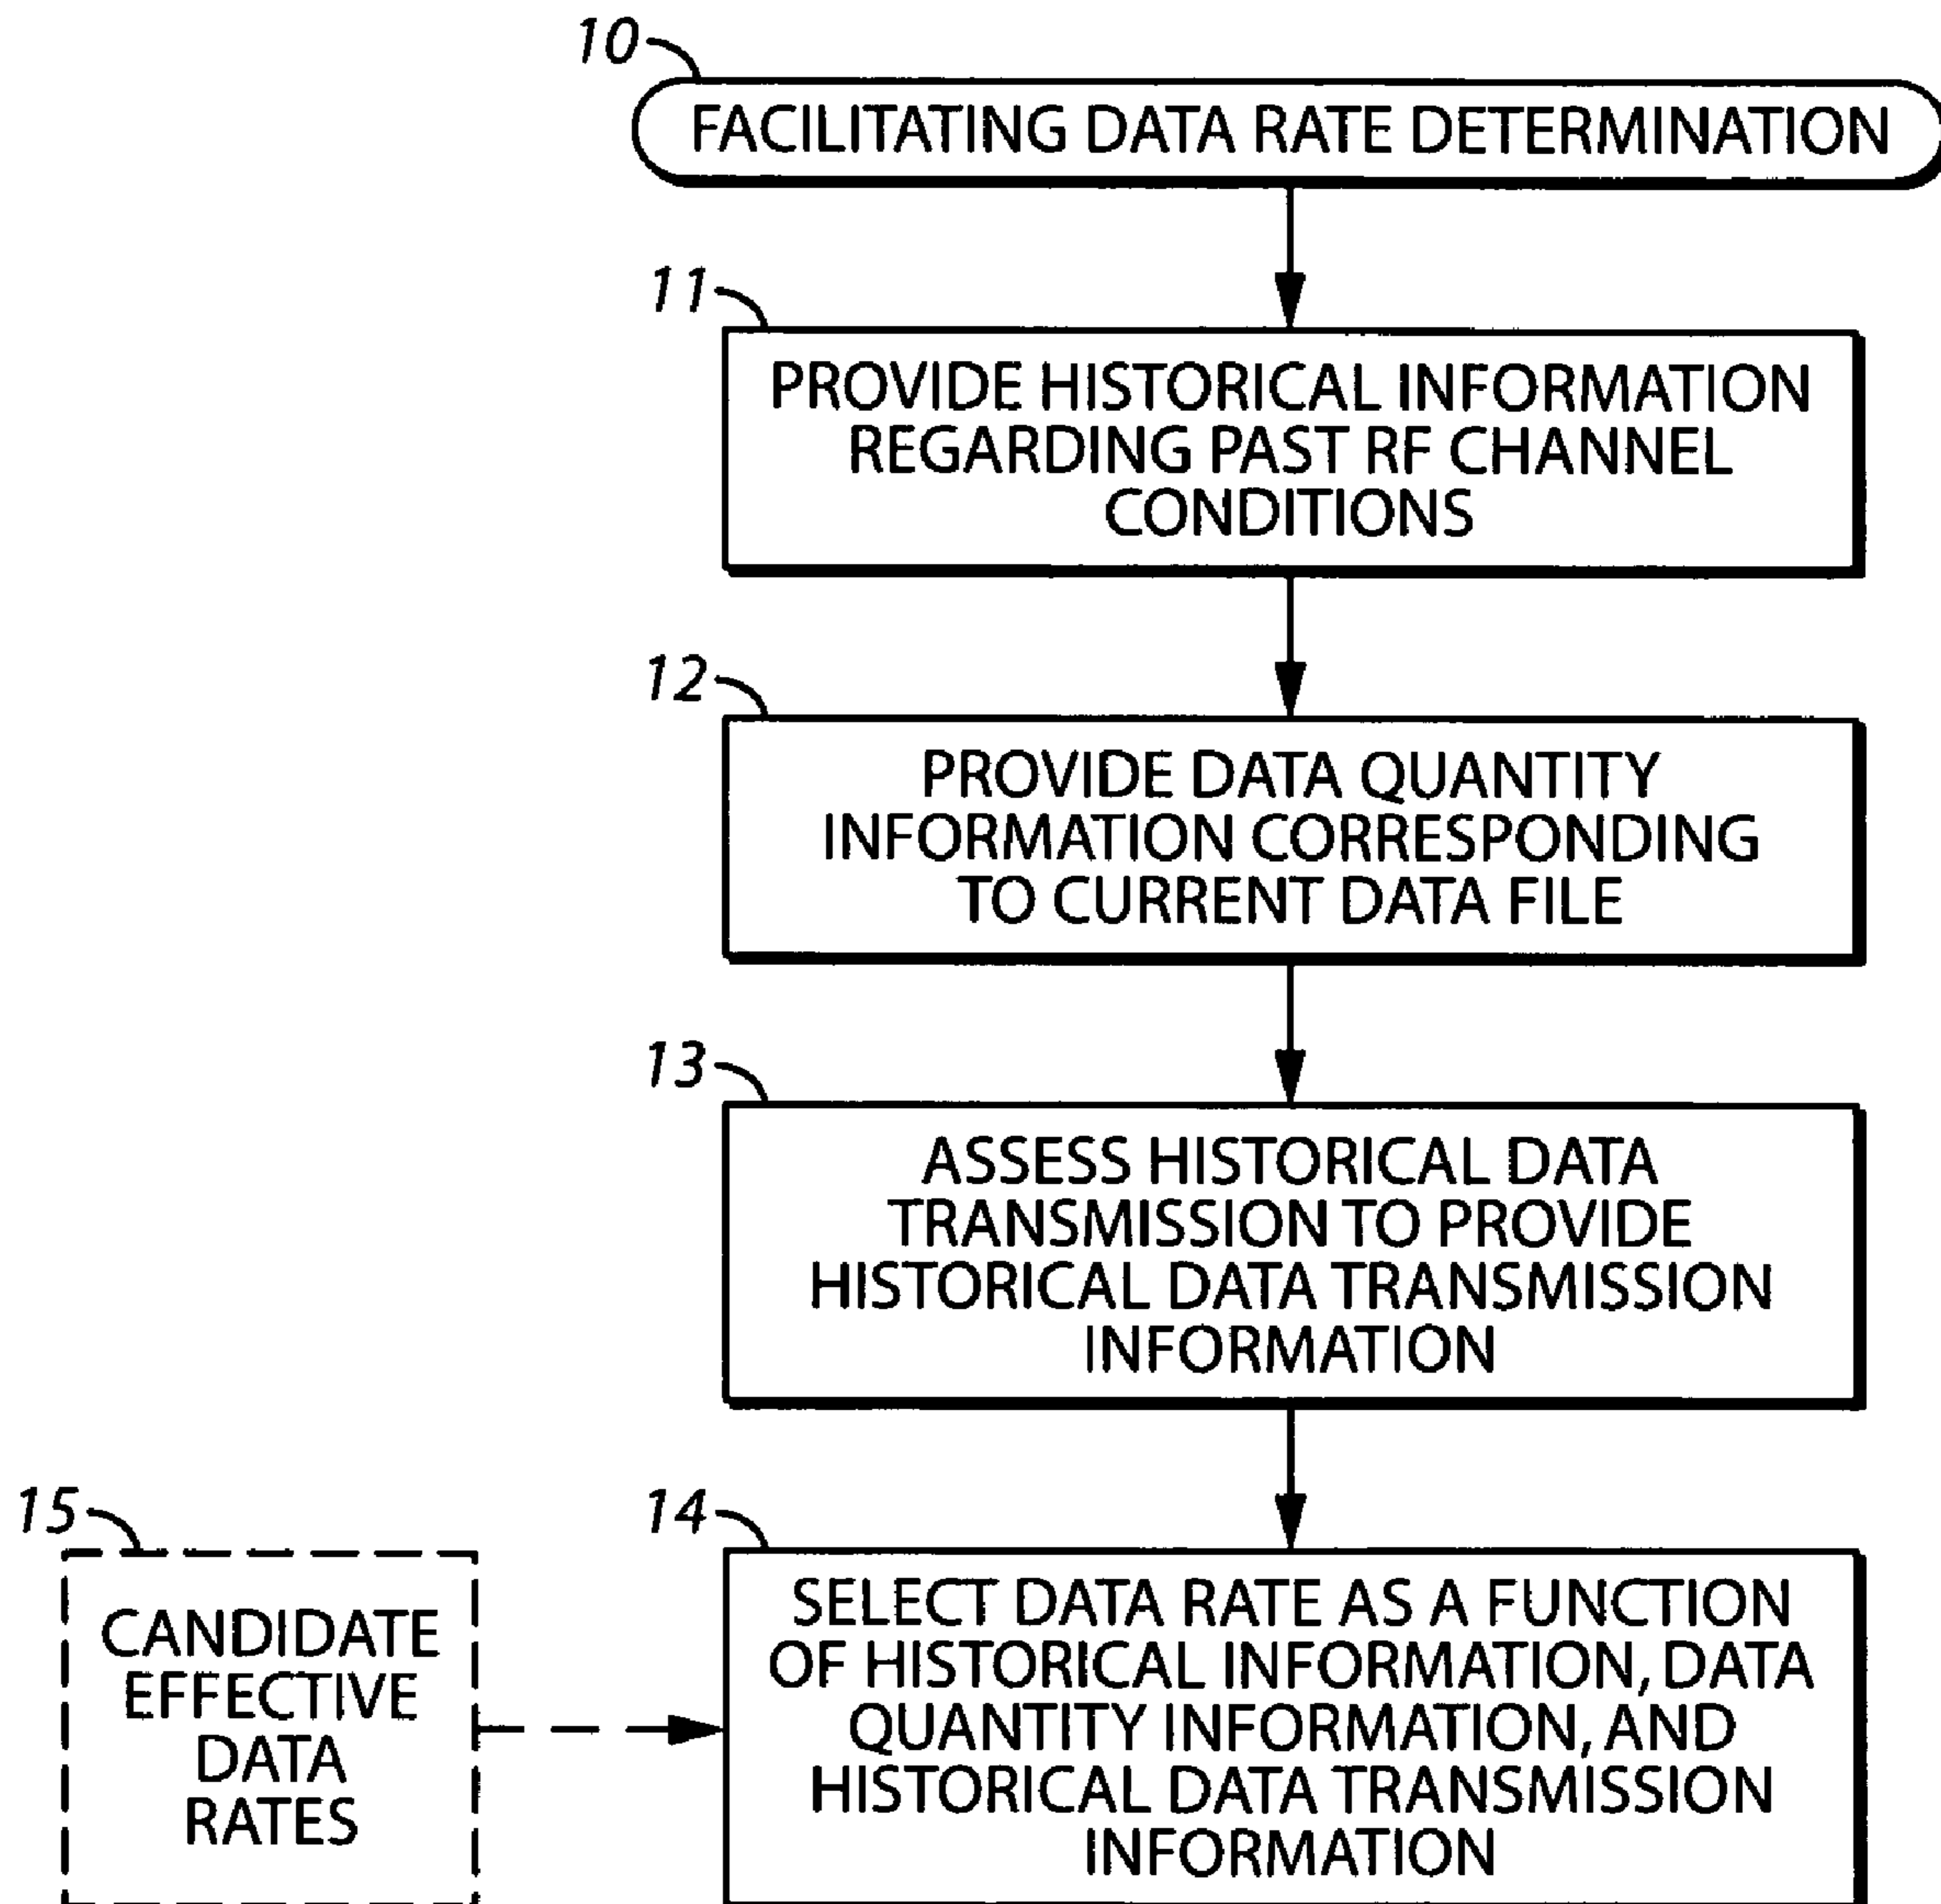 10
FACILITATING DATA RATE DETERMINATION
11
PROVIDE HISTORICAL INFORMATION
REGARDING PAST RF CHANNEL
CONDITIONS
12
PROVIDE DATA QUANTITY
INFORMATION CORRESPONDING
TO CURRENT DATA FILE
13
ASSESS HISTORICAL DATA
TRANSMISSION TO PROVIDE
HISTORICAL DATA TRANSMISSION
INFORMATION
15
CANDIDATE
EFFECTIVE
DATA
RATES
14
SELECT DATA RATE AS A FUNCTION
OF HISTORICAL INFORMATION, DATA
QUANTITY INFORMATION, AND
HISTORICAL DATA TRANSMISSION
INFORMATION